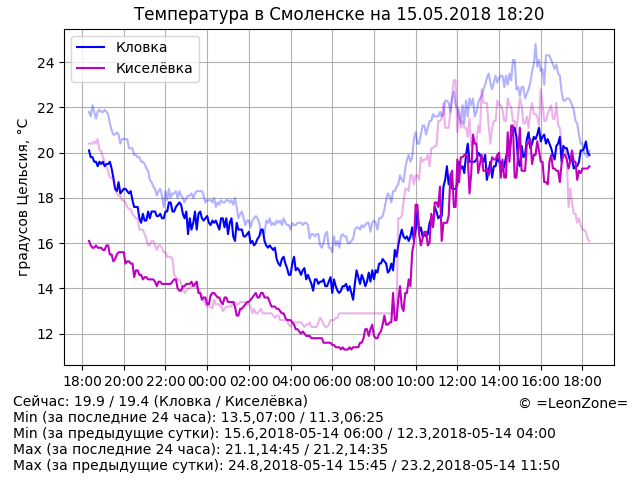 Температура в Смоленске на 15.05.2018 18:20
Кловка
Киселёвка
градусов Цельсия, °C
24
22
20
18
16
14
12
18:00 20:00 22:00 00:00 02:00 04:00 06:00 08:00 10:00 12:00 14:00 16:00 18:00
Сейчас: 19.9 / 19.4 (Кловка / Киселёвка)
© =LeonZone=
Min (за последние 24 часа): 13.5,07:00 / 11.3,06:25
Min (за предыдущие сутки): 15.6,2018-05-14 06:00 / 12.3,2018-05-14 04:00
Max (за последние 24 часа): 21.1,14:45 / 21.2,14:35
Max (за предыдущие сутки): 24.8,2018-05-14 15:45 / 23.2,2018-05-14 11:50